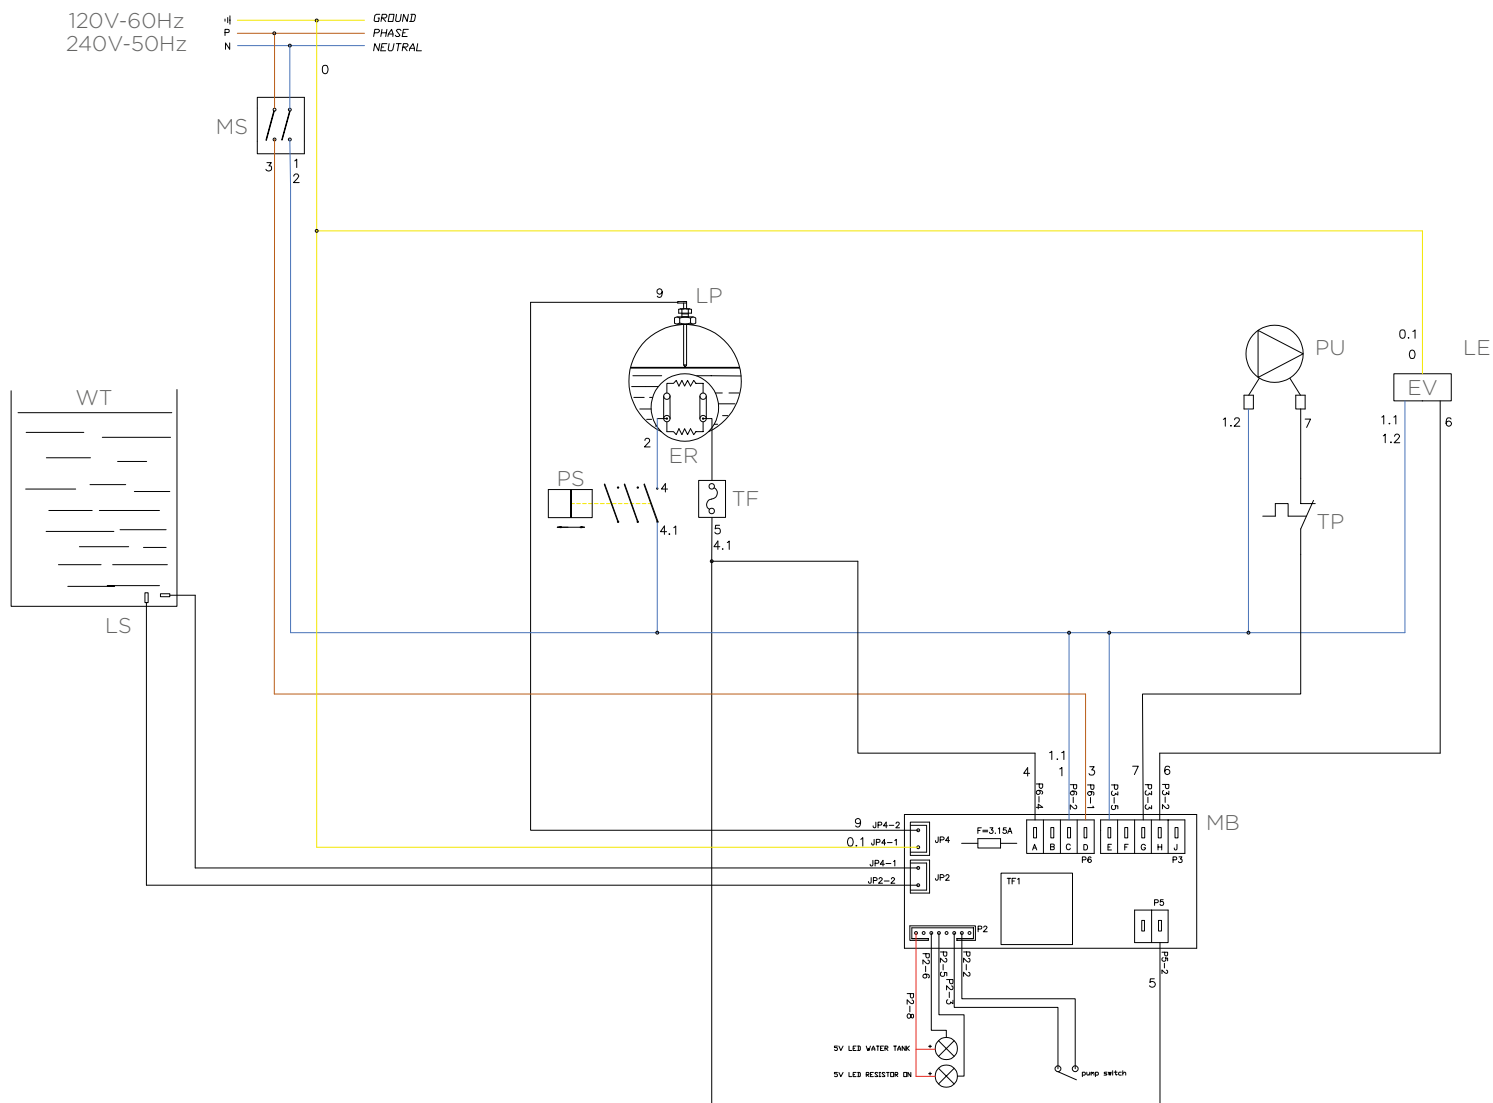 120V-60Hz
240V-50Hz
P
N
GROUND
PHASE
NEUTRAL
0
MS
3
1
2
9
LP
0.1
0
LE
PU
EV
WT
1.2
7
1.1
1.2
6
2
ER
PS
4
TF
4.1
5
4.1
TP
LS
1.1
4
1
3
7
6
P6-4
P6-2
P6-1
P3-5
P3-3
P3-2
MB
9
JP4-2
0.1
JP4-1
JP4
F=3.15A
A
B
C
D
E
F
G
H
J
P6
P3
JP4-1
JP2-2
JP2
TF1
P5
P2
P2-8
P2-6
P2-5
P2-3
P2-2
P5-2
5
5V LED WATER TANK
+
5V LED RESISTOR ON
+
pump switch